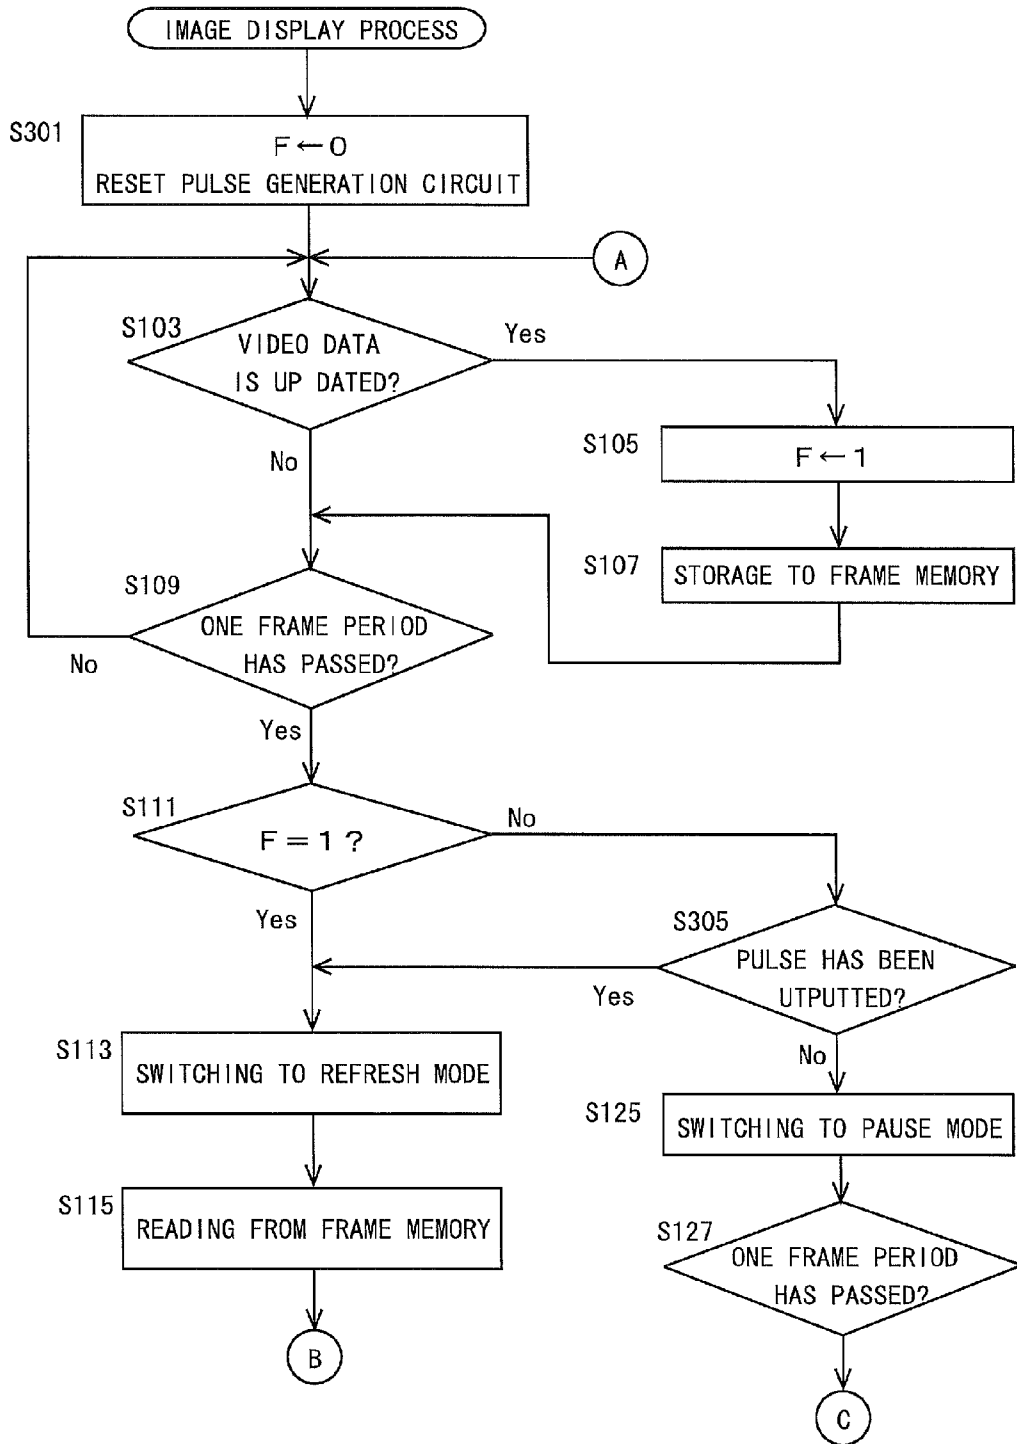 IMAGE DISPLAY PROCESS
S301
F←0
RESET PULSE GENERATION CIRCUIT
A
S103
VIDEO DATA
IS UP DATED?
Yes
No
S105
F←1
S107
STORAGE TO FRAME MEMORY
S109
ONE FRAME PERIOD
HAS PASSED?
No
Yes
S111
F=1?
No
Yes
S305
PULSE HAS BEEN
UTPUTTED?
Yes
No
S113
SWITCHING TO REFRESH MODE
S125
SWITCHING TO PAUSE MODE
S115
READING FROM FRAME MEMORY
S127
ONE FRAME PERIOD
HAS PASSED?
B
C